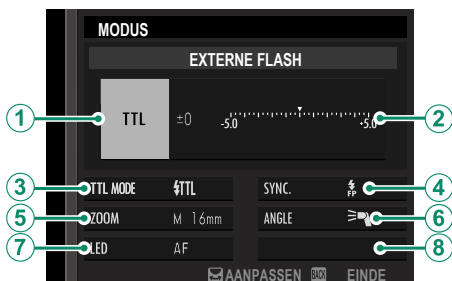 MODUS
EXTERNE FLASH
1 TTL ±0 -5.0 +5.0 2
3 TTL MODE TTL SYNC. FP 4
5 ZOOM M 16mm ANGLE 6
7 LED AF 8
AANPASSEN BACK EINDE